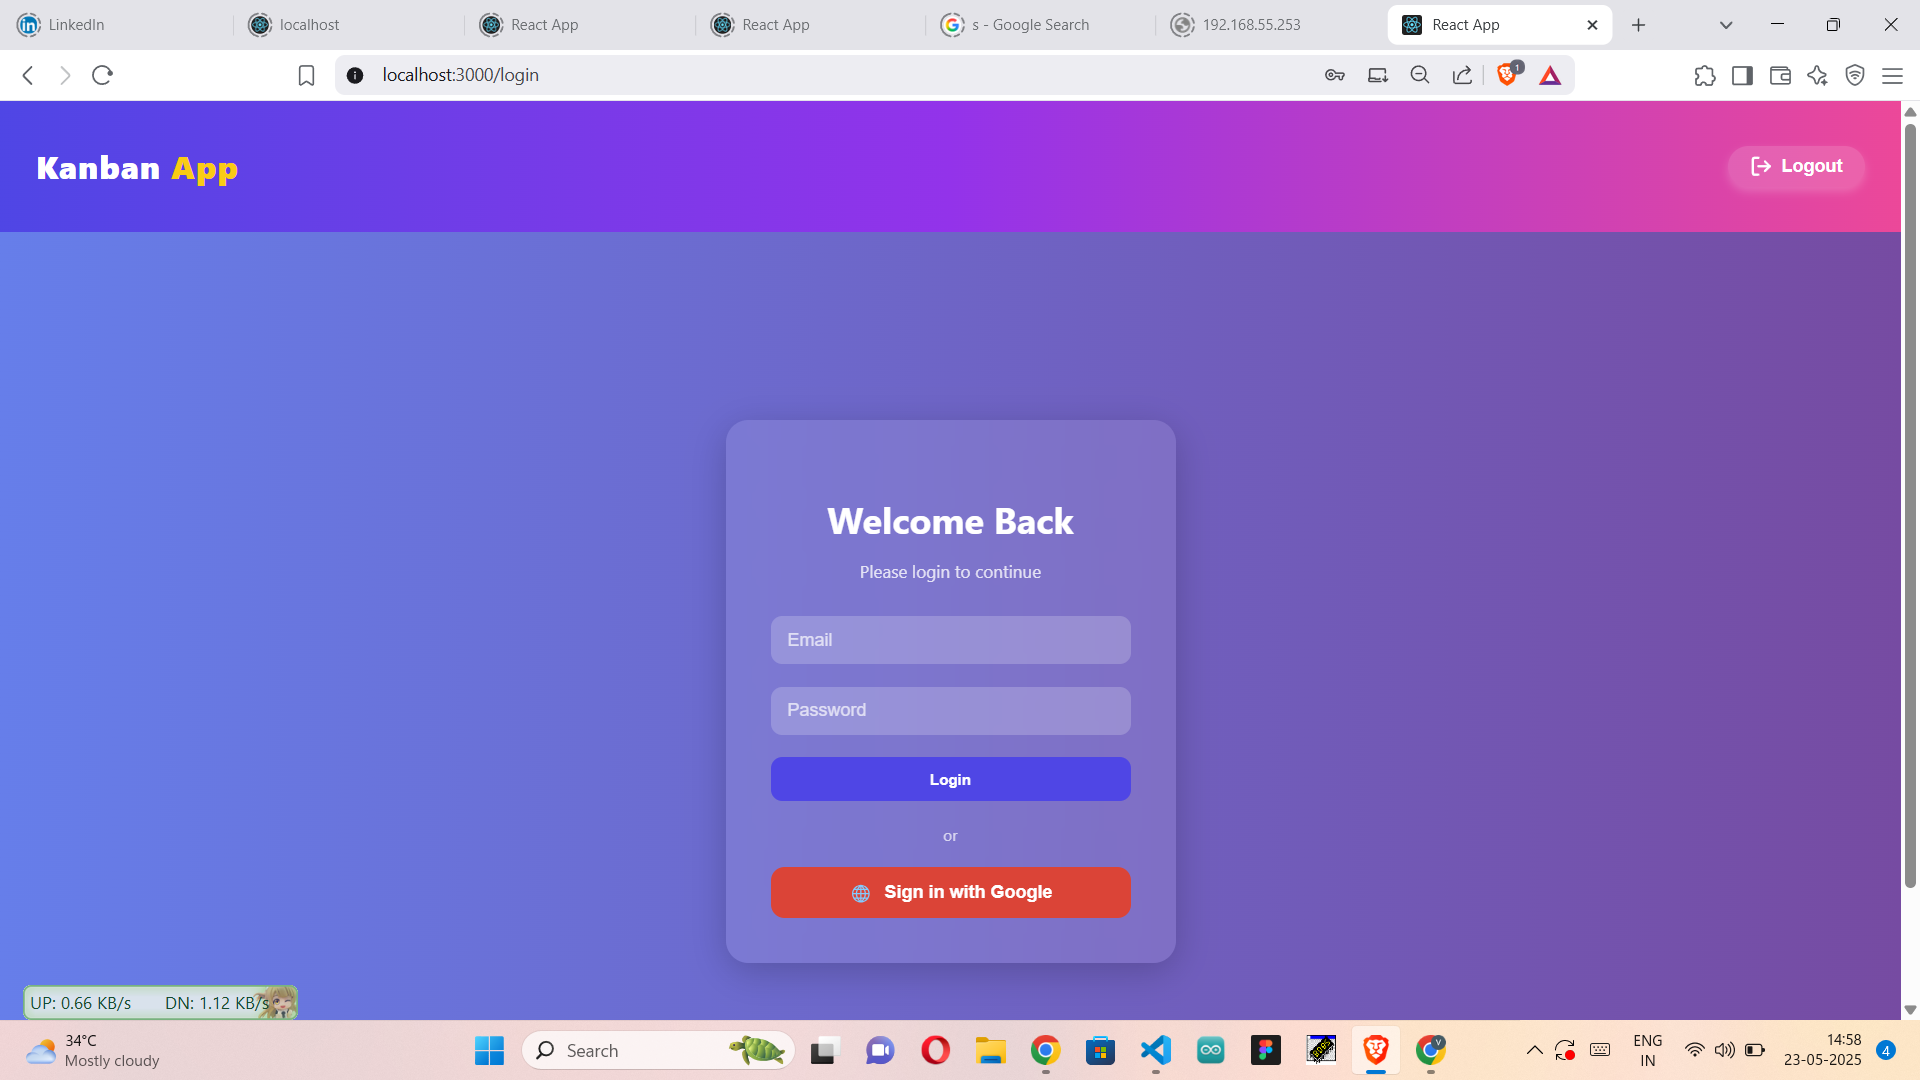 LinkedIn
localhost
React App
React App
s - Google Search
192.168.55.253
React App
localhost:3000/login
1
Kanban App
Logout
Welcome Back
Please login to continue
Email
Password
Login
or
Sign in with Google
UP: 0.66 KB/s DN: 1.12 KB/s
34°C
Mostly cloudy
Search
V
ENG
IN
14:58
23-05-2025
4